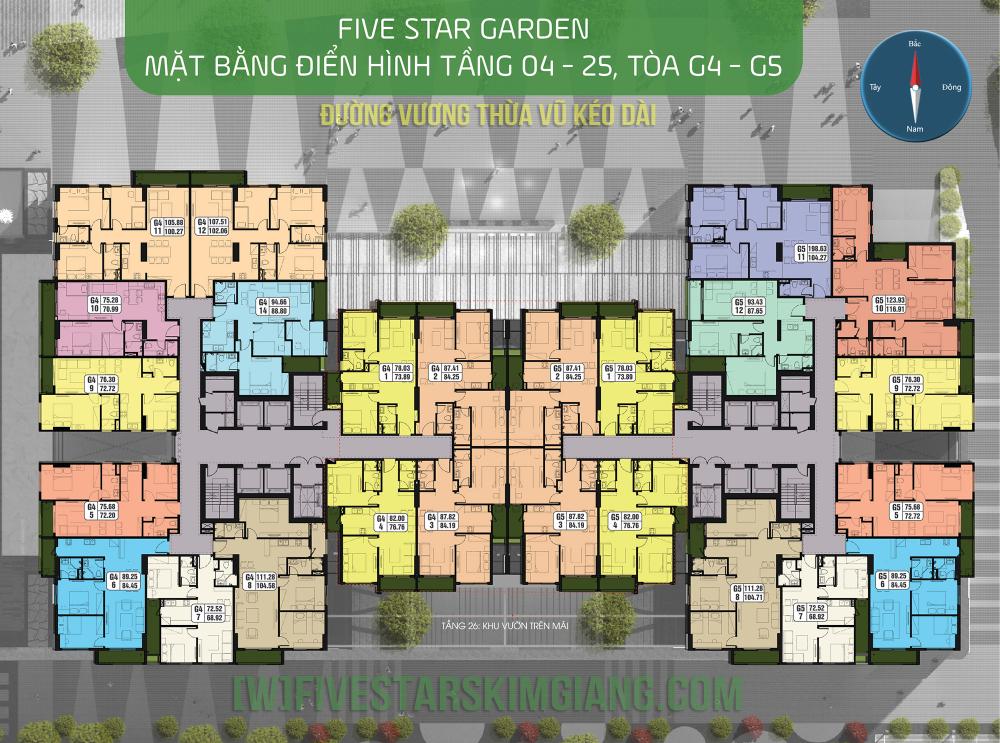 FIVE STAR GARDEN
MẶT BẰNG ĐIỂN HÌNH TẦNG 04 - 25, TÒA G4 - G5
ĐƯỜNG VƯƠNG THỪA VŨ KÉO DÀI
Bắc
Tây
Đông
Nam
G4 11 105.88 100.27
G4 12 107.51 102.06
G5 11 198.63 104.27
G4 10 75.28 70.99
G4 14 94.66 88.80
G5 12 93.43 87.65
G5 10 123.93 116.91
G4 9 76.30 72.72
G4 1 78.03 73.89
G4 2 87.41 84.25
G5 2 87.41 84.25
G5 1 78.03 73.89
G5 9 76.30 72.72
G4 5 75.68 72.20
G4 4 82.00 76.76
G4 3 87.82 84.19
G5 3 87.82 84.19
G5 4 82.00 76.76
G5 5 75.68 72.72
G4 6 89.25 84.45
G4 7 72.52 68.92
G4 8 111.28 104.58
G5 8 111.28 104.71
G5 7 72.52 68.92
G5 6 89.25 84.45
TẦNG 26: KHU VƯỜN TRÊN MÁI
[W]FIVESTARSKIMGIANG.COM